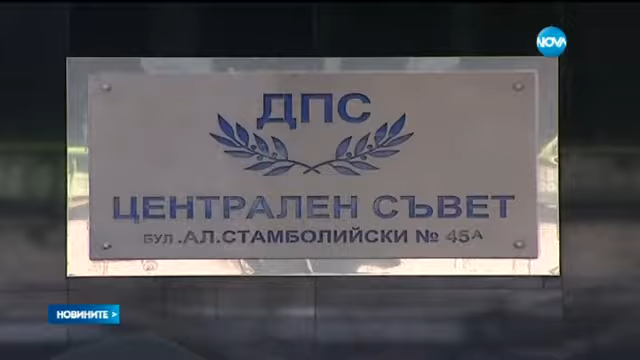 NOVA
ДПС
ЦЕНТРАЛЕН СЪВЕТ
БУЛ.АЛ.СТАМБОЛИЙСКИ № 45А
НОВИНИТЕ >